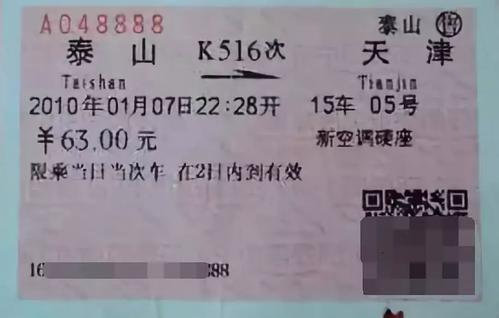 A048888 泰山 售
泰山 K516次 天津
Taishan Tianjin
2010年01月07日22:28开 15车 05号
￥63.00元 新空调硬座
限乘当日当次车 在2日内到有效
16 888